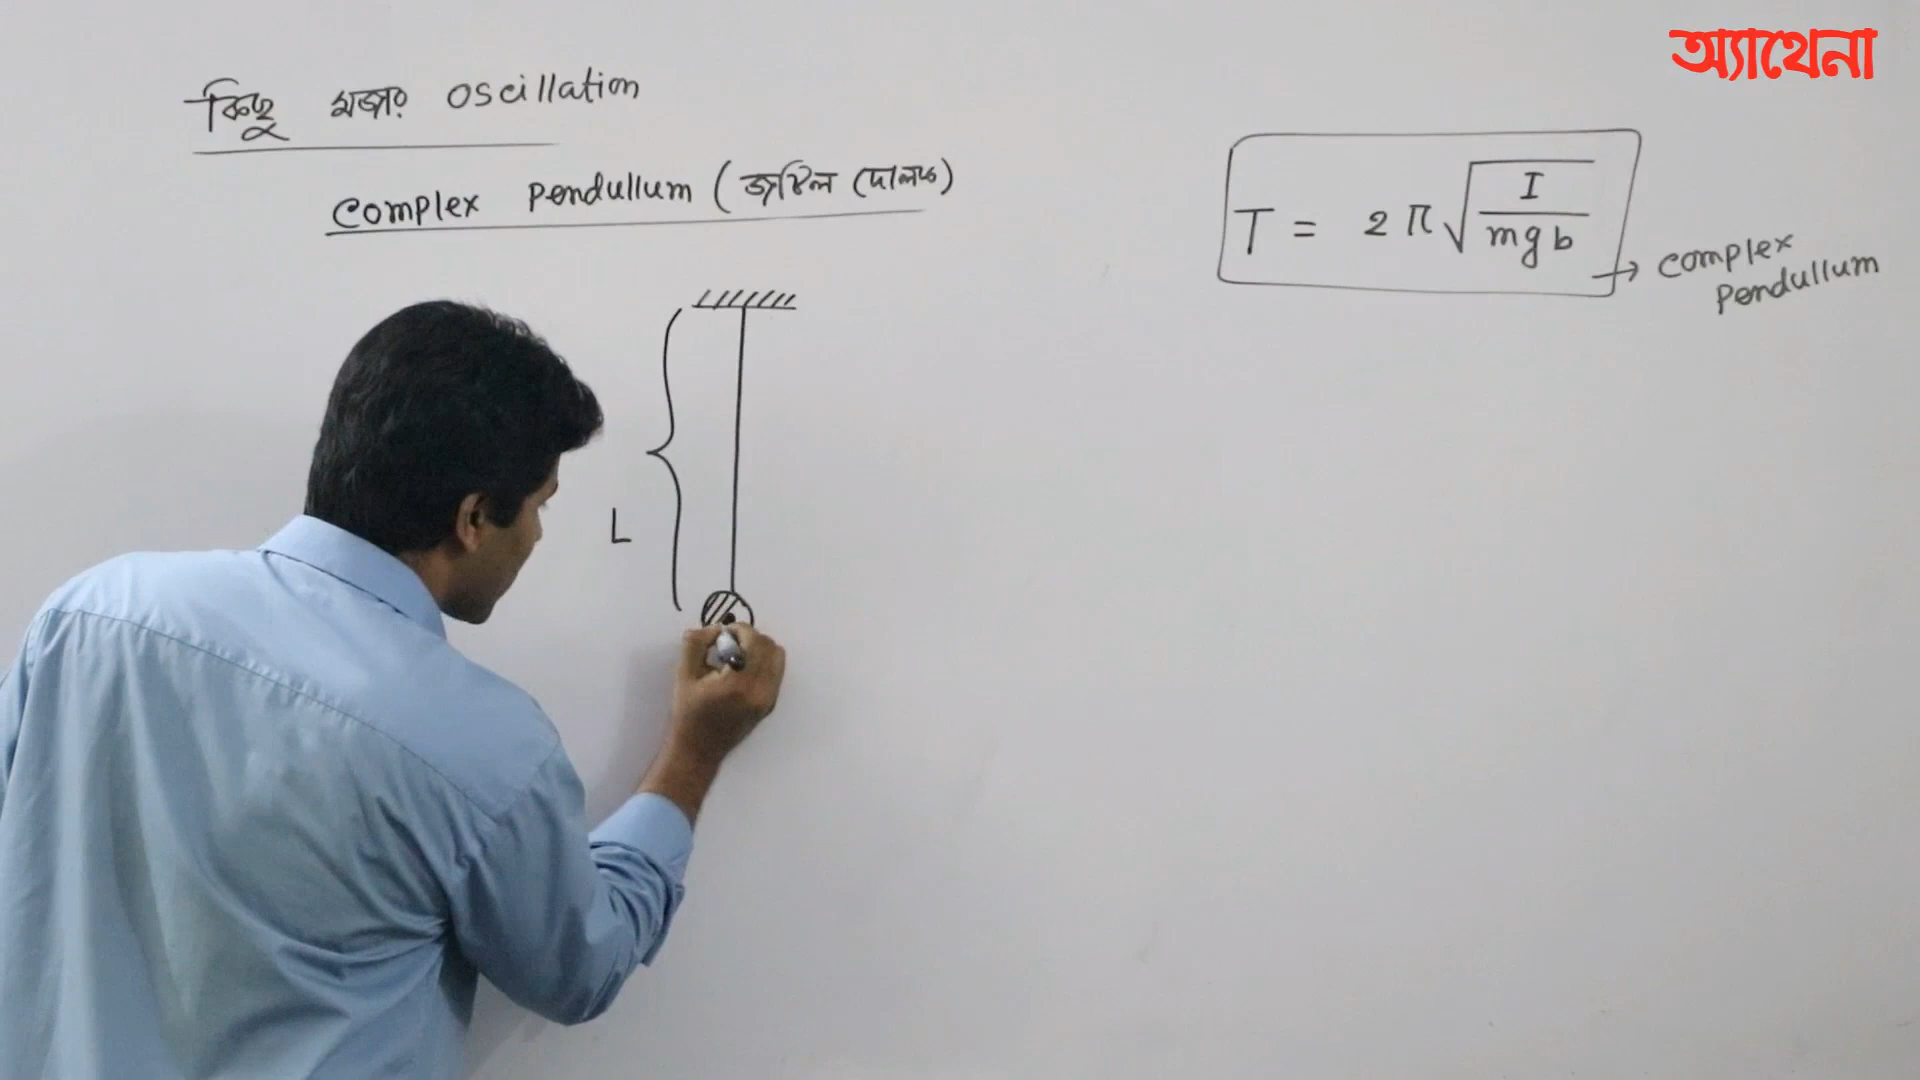 কিছু মজার oscillation
complex pendullum (জটিল দোলক)
T = 2π√(I/mgb)
→ complex pendullum
L
অ্যাথেনা